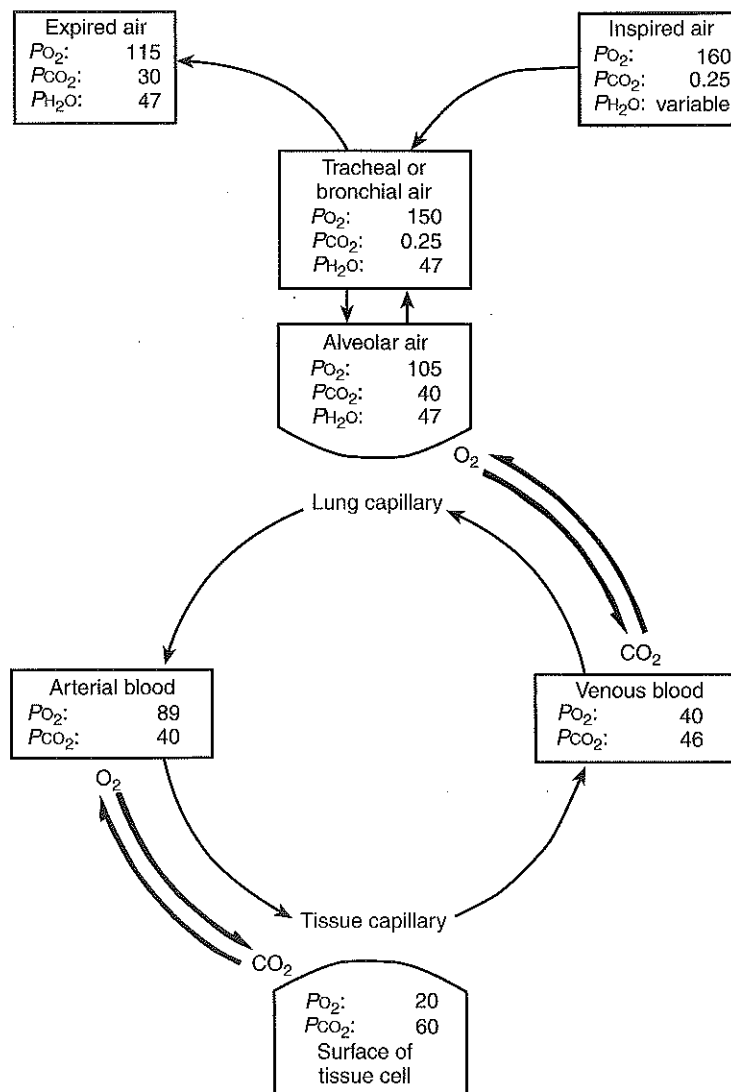 Expired air
PO₂: 115
PCO₂: 30
PH₂O: 47
Inspired air
PO₂: 160
PCO₂: 0.25
PH₂O: variable
Tracheal or
bronchial air
PO₂: 150
PCO₂: 0.25
PH₂O: 47
Alveolar air
PO₂: 105
PCO₂: 40
PH₂O: 47
O₂
Lung capillary
CO₂
Arterial blood
PO₂: 89
PCO₂: 40
Venous blood
PO₂: 40
PCO₂: 46
O₂
Tissue capillary
CO₂
PO₂: 20
PCO₂: 60
Surface of
tissue cell